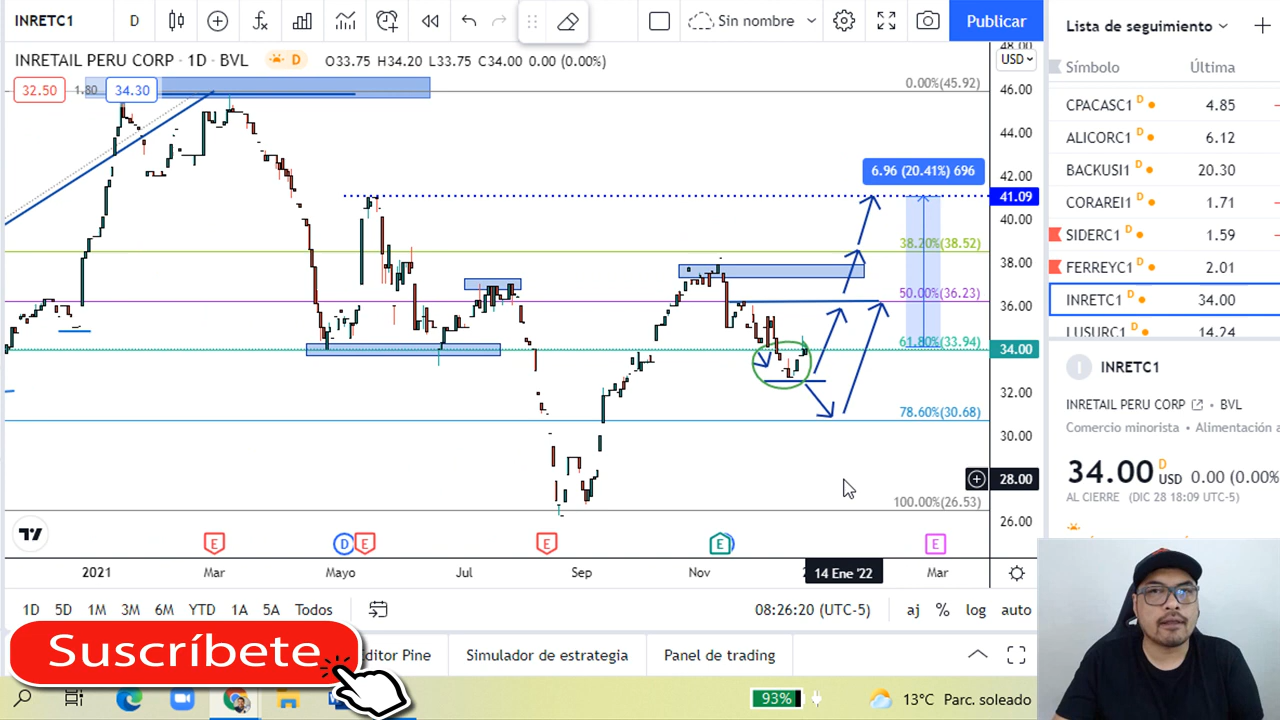 INRETC1 D Sin nombre Publicar
Lista de seguimiento
INRETAIL PERU CORP · 1D · BVL D O33.75 H34.20 L33.75 C34.00 0.00 (0.00%)
32.50 1.80 34.30
48.00
USD
46.00
44.00
42.00
41.09
40.00
38.00
36.00
34.00
32.00
30.00
28.00
26.00
0.00%(45.92)
6.96 (20.41%) 696
38.20%(38.52)
50.00%(36.23)
61.80%(33.94)
78.60%(30.68)
100.00%(26.53)
E D E E E E
2021 Mar Mayo Jul Sep Nov 14 Ene '22 Mar
1D 5D 1M 3M 6M YTD 1A 5A Todos 08:26:20 (UTC-5) aj % log auto
Suscríbete
ditor Pine Simulador de estrategia Panel de trading
93% 13°C Parc. soleado
Símbolo Última
CPACASC1 D 4.85
ALICORC1 D 6.12
BACKUSI1 D 20.30
CORAREI1 D 1.71
SIDERC1 D 1.59
FERREYC1 D 2.01
INRETC1 D 34.00
LUSURC1 D 14.24
I INRETC1
INRETAIL PERU CORP · BVL
Comercio minorista · Alimentación a
34.00 D USD 0.00 (0.00%
AL CIERRE (DIC 28 18:09 UTC-5)